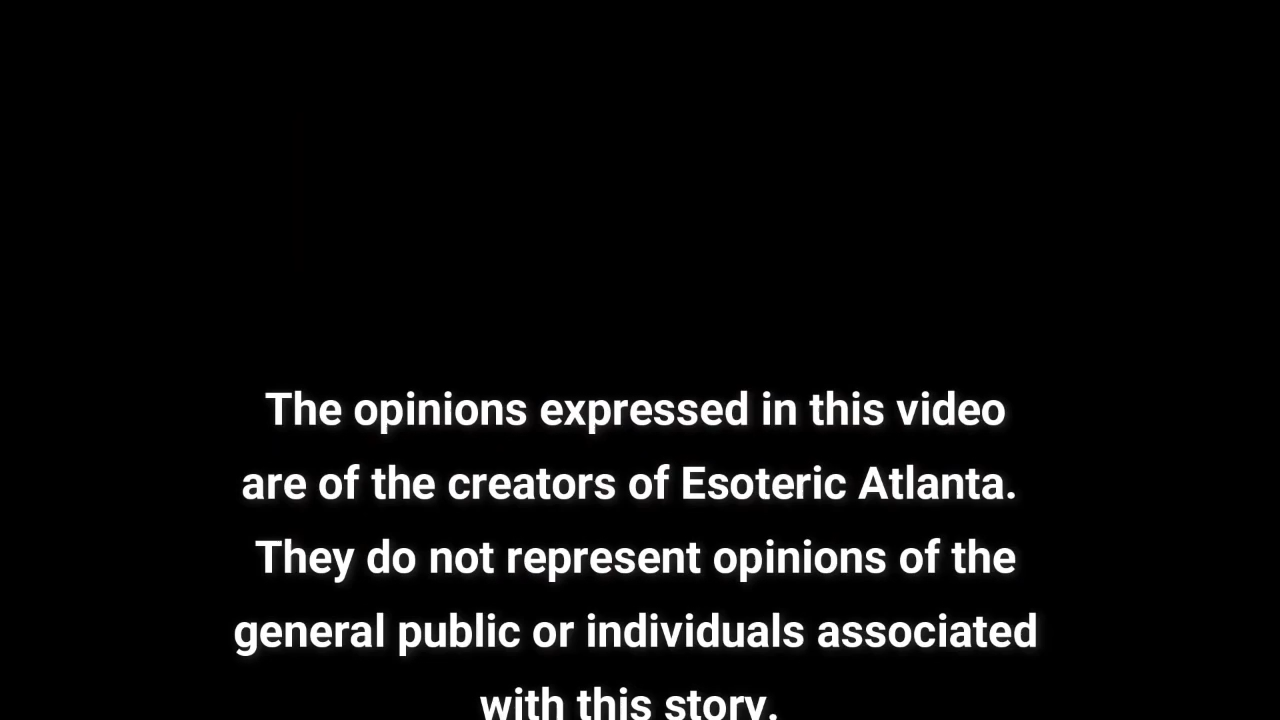 The opinions expressed in this video
are of the creators of Esoteric Atlanta.
They do not represent opinions of the
general public or individuals associated
with this story.